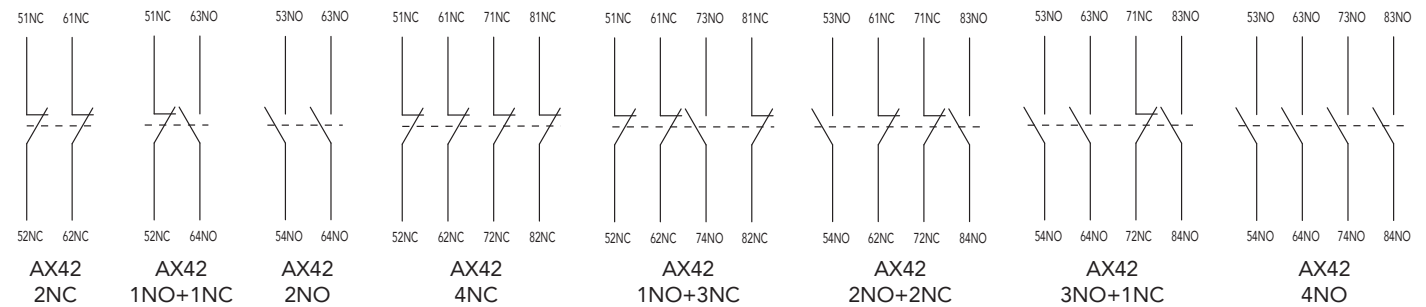 51NC 61NC 51NC 63NO 53NO 63NO 51NC 61NC 71NC 81NC 51NC 61NC 73NO 81NC 53NO 61NC 71NC 83NO 53NO 63NO 71NC 83NO 53NO 63NO 73NO 83NO
52NC 62NC 52NC 64NO 54NO 64NO 52NC 62NC 72NC 82NC 52NC 62NC 74NO 82NC 54NO 62NC 72NC 84NO 54NO 64NO 72NC 84NO 54NO 64NO 74NO 84NO
AX42 AX42 AX42 AX42 AX42 AX42 AX42 AX42
2NC 1NO+1NC 2NO 4NC 1NO+3NC 2NO+2NC 3NO+1NC 4NO